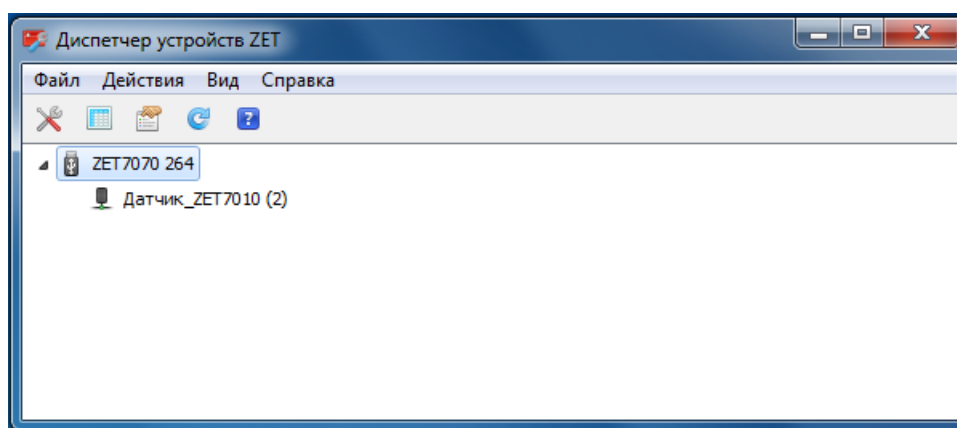 Диспетчер устройств ZET
Файл Действия Вид Справка
ZET7070 264
Датчик_ZET7010 (2)